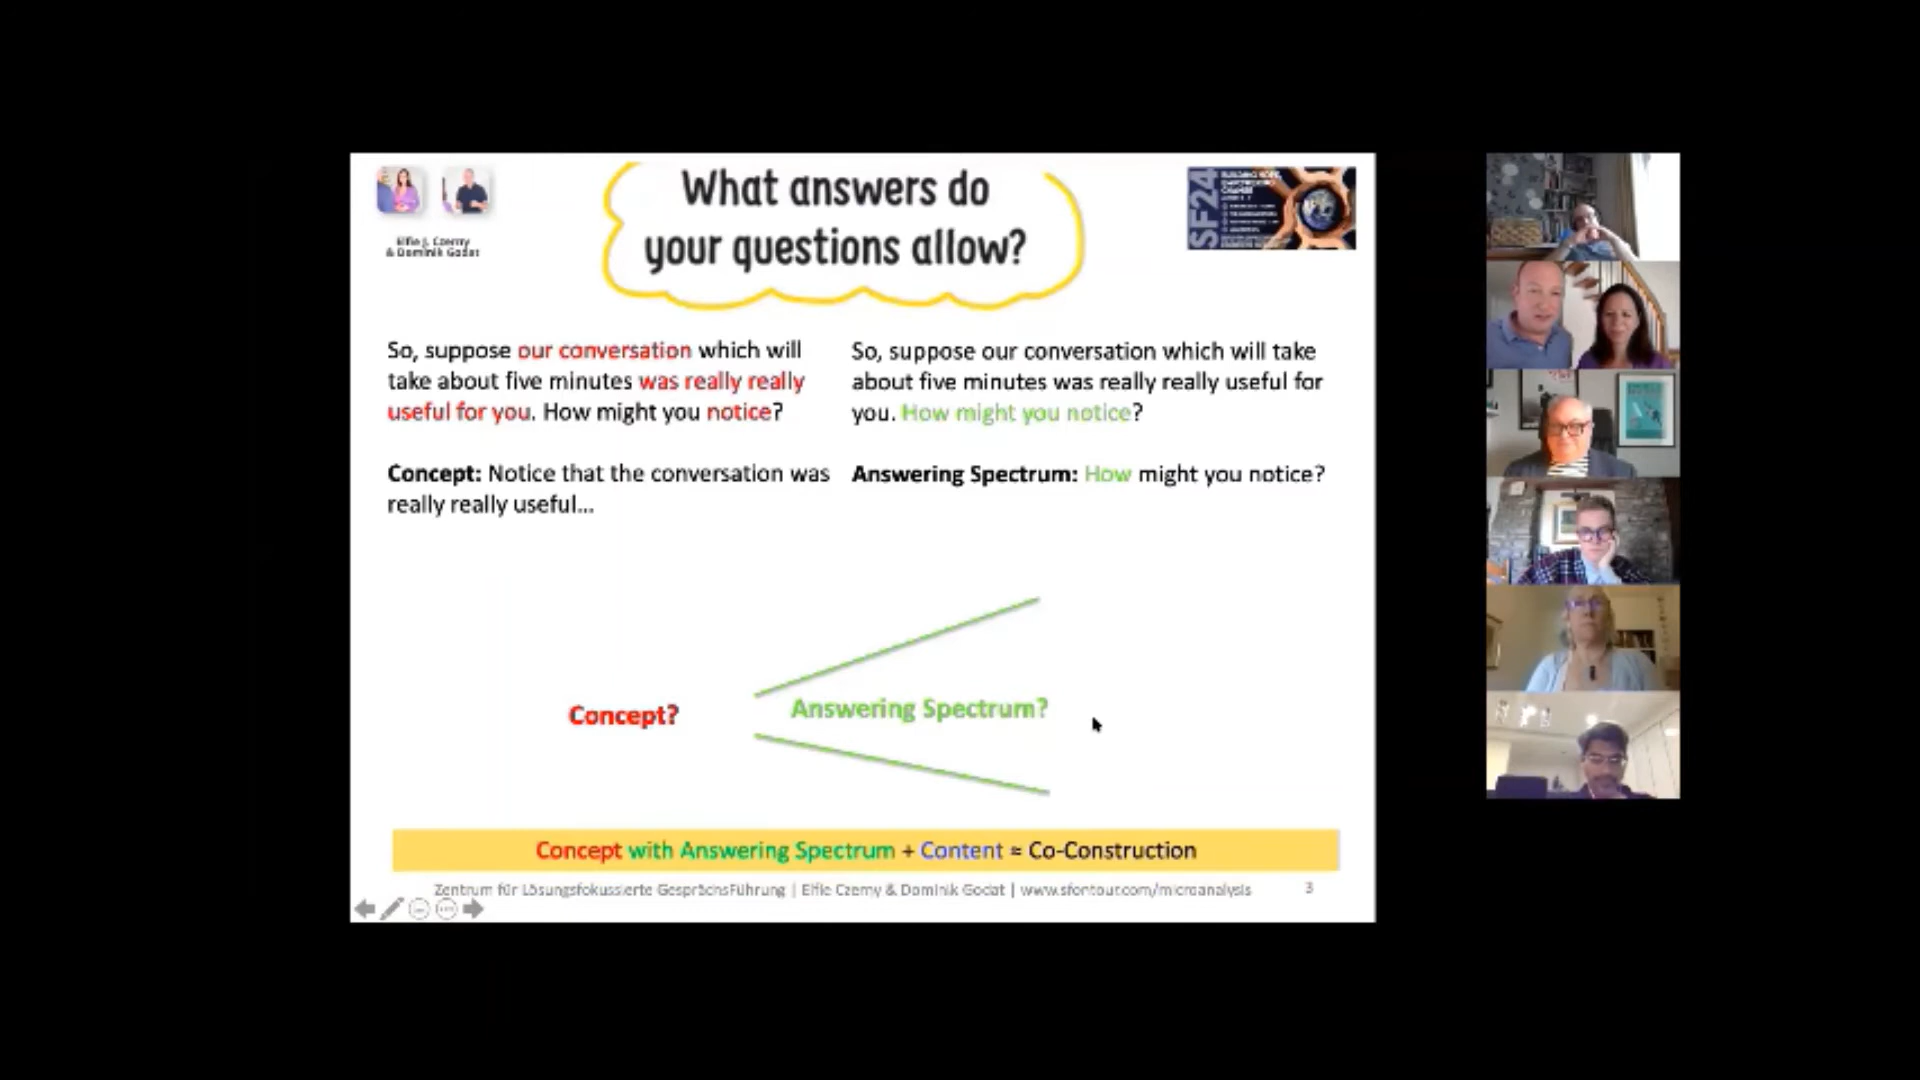 What answers do
your questions allow?
Elfie J. Czerny
& Dominik Godat
SF24
So, suppose our conversation which will
take about five minutes was really really
useful for you. How might you notice?
Concept: Notice that the conversation was
really really useful...
So, suppose our conversation which will take
about five minutes was really really useful for
you. How might you notice?
Answering Spectrum: How might you notice?
Concept?
Answering Spectrum?
Concept with Answering Spectrum + Content = Co-Construction
Zentrum für Lösungsfokussierte GesprächsFührung | Elfie Czerny & Dominik Godat | www.sfontour.com/microanalysis
3